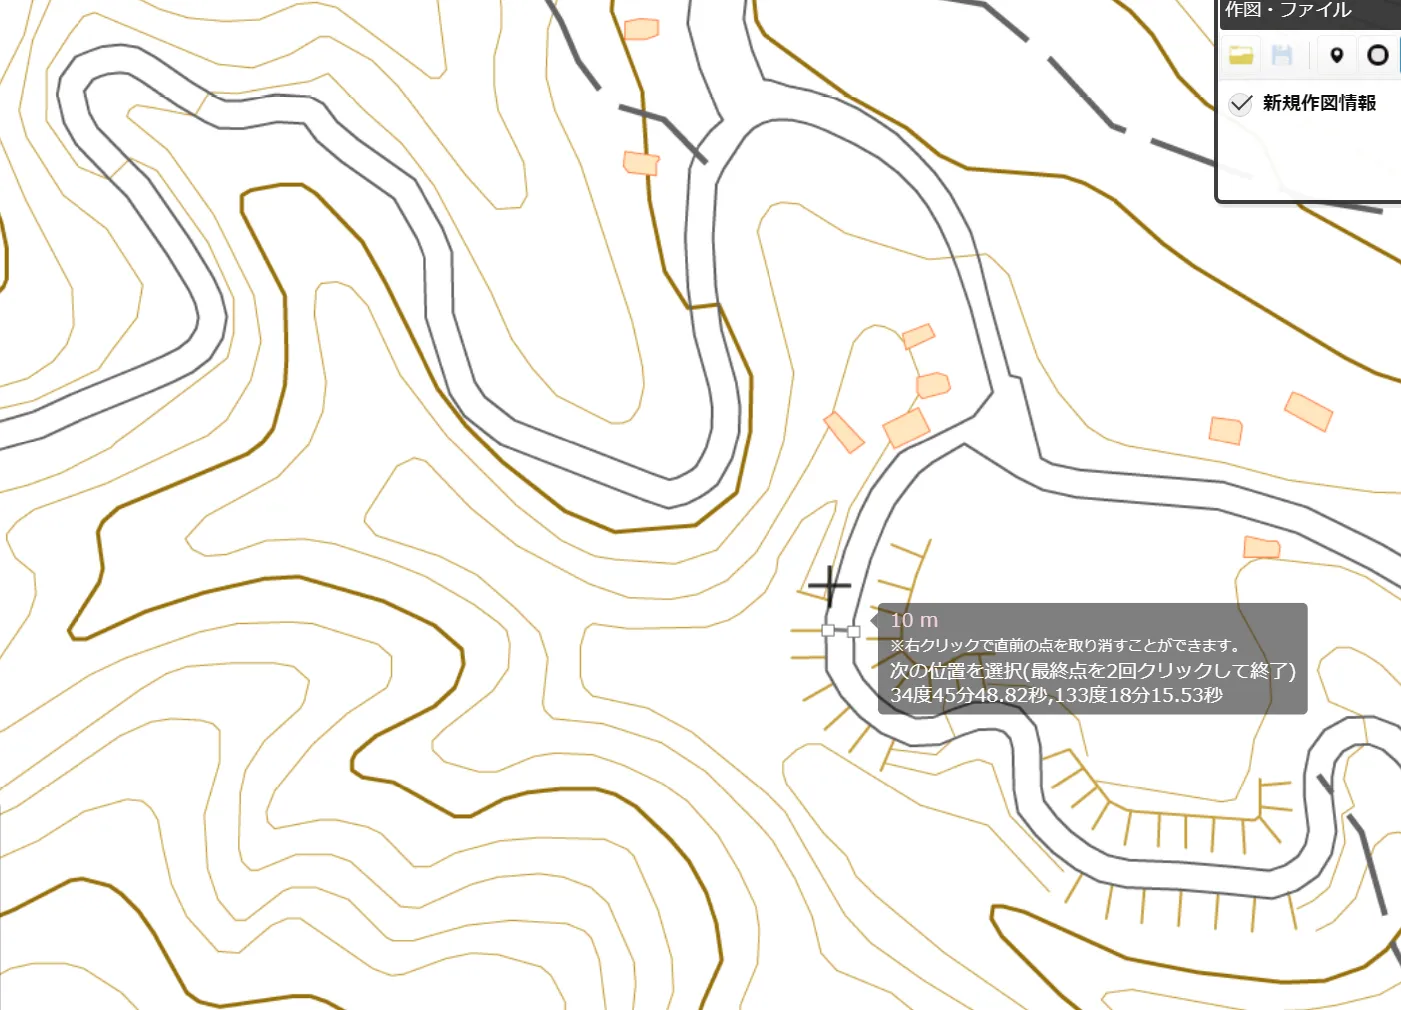 作図・ファイル
新規作図情報
10 m
※右クリックで直前の点を取り消すことができます。
次の位置を選択(最終点を2回クリックして終了)
34度45分48.82秒,133度18分15.53秒